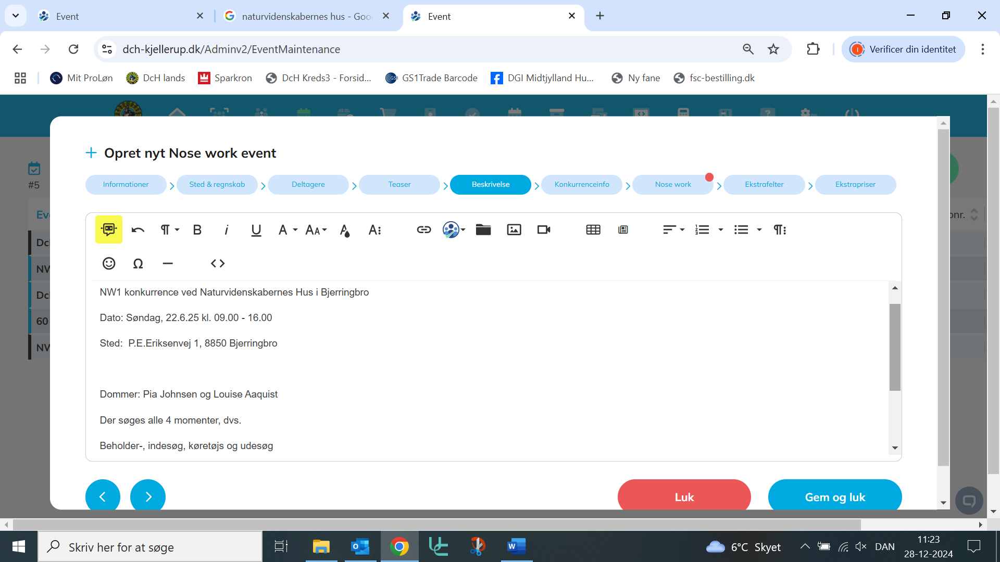 Event
naturvidenskabernes hus - Goo
Event
dch-kjellerup.dk/Adminv2/EventMaintenance
Verificer din identitet
Mit ProLøn
DcH lands
Sparkron
DcH Kreds3 - Forsid...
GS1Trade Barcode
DGI Midtjylland Hu...
Ny fane
fsc-bestilling.dk
Opret nyt Nose work event
#5
Informationer
Sted & regnskab
Deltagere
Teaser
Beskrivelse
Konkurrenceinfo
Nose work
Ekstrafelter
Ekstrapriser
onr.
NW1 konkurrence ved Naturvidenskabernes Hus i Bjerringbro
Dato: Søndag, 22.6.25 kl. 09.00 - 16.00
Sted:  P.E.Eriksenvej 1, 8850 Bjerringbro
Dommer: Pia Johnsen og Louise Aaquist
Der søges alle 4 momenter, dvs.
Beholder-, indesøg, køretøjs og udesøg
60
Luk
Gem og luk
Skriv her for at søge
6°C Skyet
DAN
11:23
28-12-2024